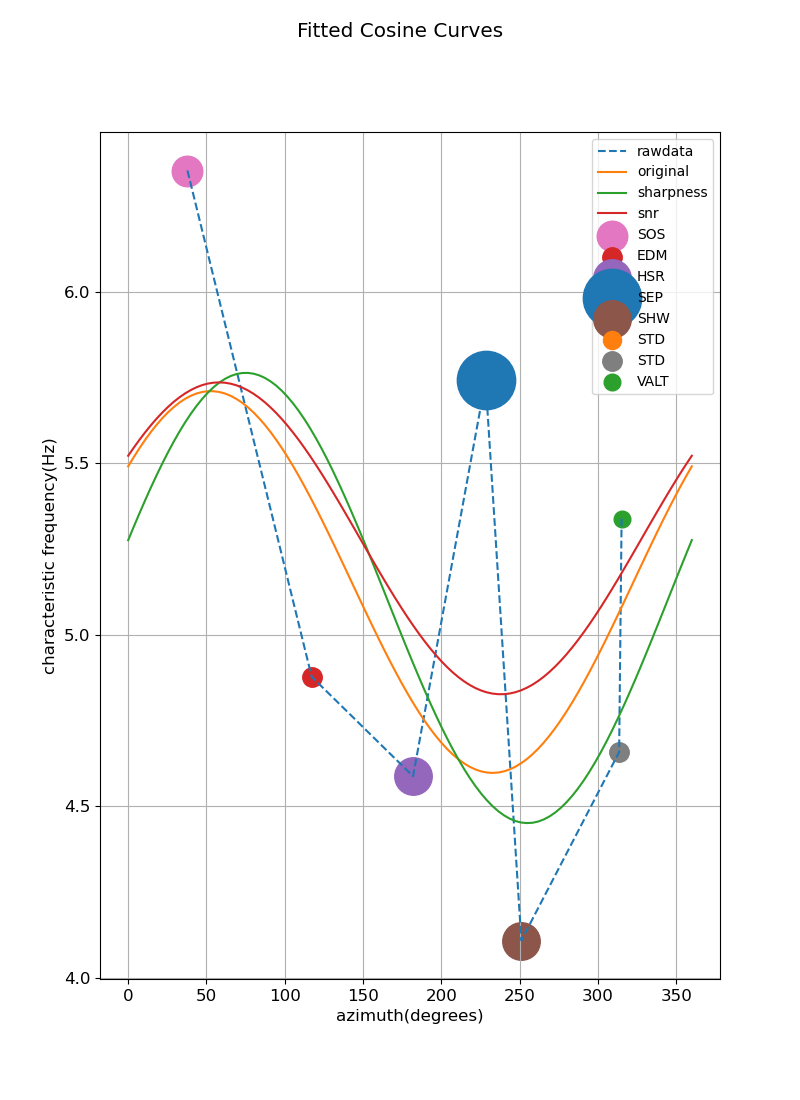 Fitted Cosine Curves
rawdata
original
sharpness
snr
SOS
EDM
HSR
SEP
SHW
STD
STD
VALT
characteristic frequency(Hz)
6.0
5.5
5.0
4.5
4.0
0 50 100 150 200 250 300 350
azimuth(degrees)